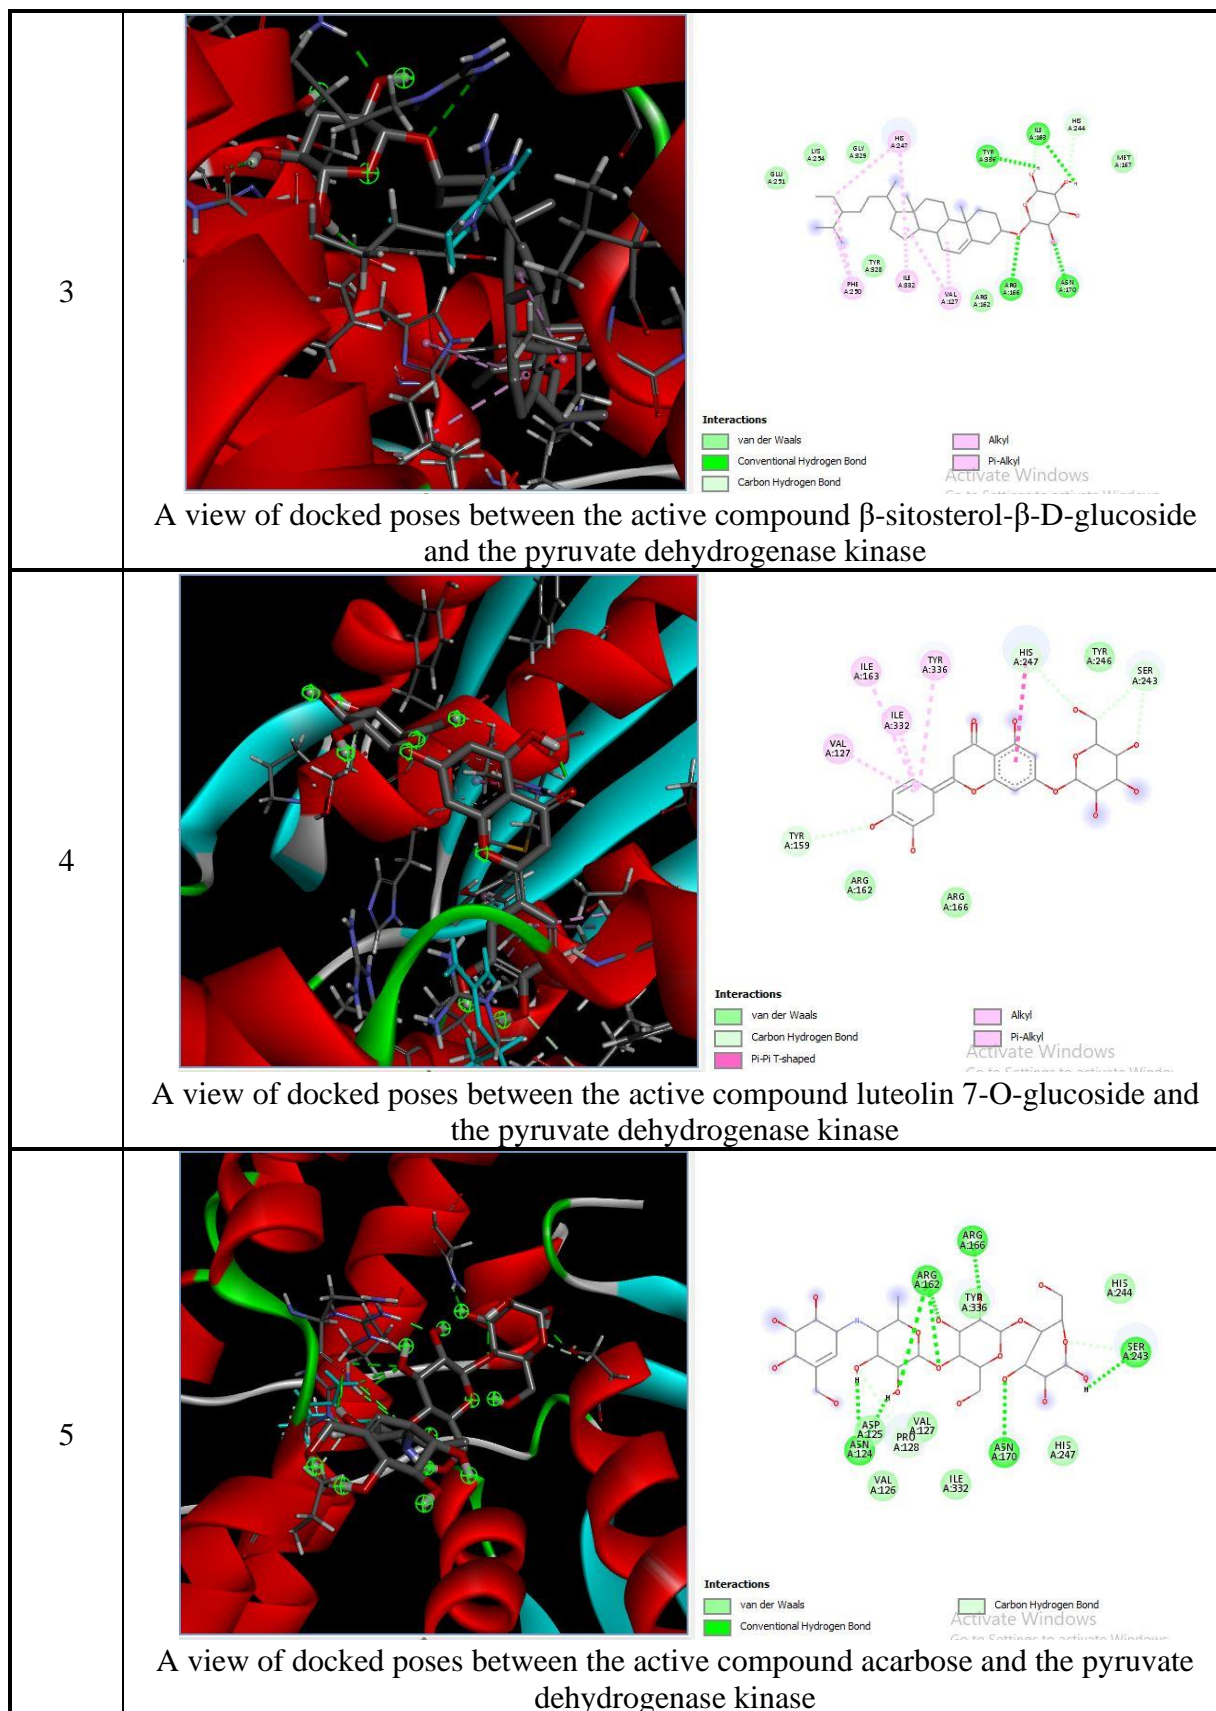 3
HIS
A:247
ILE
A:163
HIS
A:244
TYR
A:336
GLY
A:329
LYS
A:254
GLU
A:251
MET
A:167
TYR
A:328
PHE
A:250
ILE
A:332
VAL
A:127
ARG
A:162
ARG
A:166
ASN
A:170
Interactions
van der Waals
Conventional Hydrogen Bond
Carbon Hydrogen Bond
Alkyl
Pi-Alkyl
Activate Windows
A view of docked poses between the active compound β-sitosterol-β-D-glucoside
and the pyruvate dehydrogenase kinase
4
ILE
A:163
TYR
A:336
HIS
A:247
TYR
A:246
SER
A:243
ILE
A:332
VAL
A:127
TYR
A:159
ARG
A:162
ARG
A:166
Interactions
van der Waals
Carbon Hydrogen Bond
Pi-Pi T-shaped
Alkyl
Pi-Alkyl
Activate Windows
A view of docked poses between the active compound luteolin 7-O-glucoside and
the pyruvate dehydrogenase kinase
5
ARG
A:166
ARG
A:162
TYR
A:336
HIS
A:244
SER
A:243
ASP
A:125
VAL
A:127
ASN
A:124
PRO
A:128
ASN
A:170
HIS
A:247
VAL
A:126
ILE
A:332
Interactions
van der Waals
Conventional Hydrogen Bond
Carbon Hydrogen Bond
Activate Windows
A view of docked poses between the active compound acarbose and the pyruvate
dehydrogenase kinase